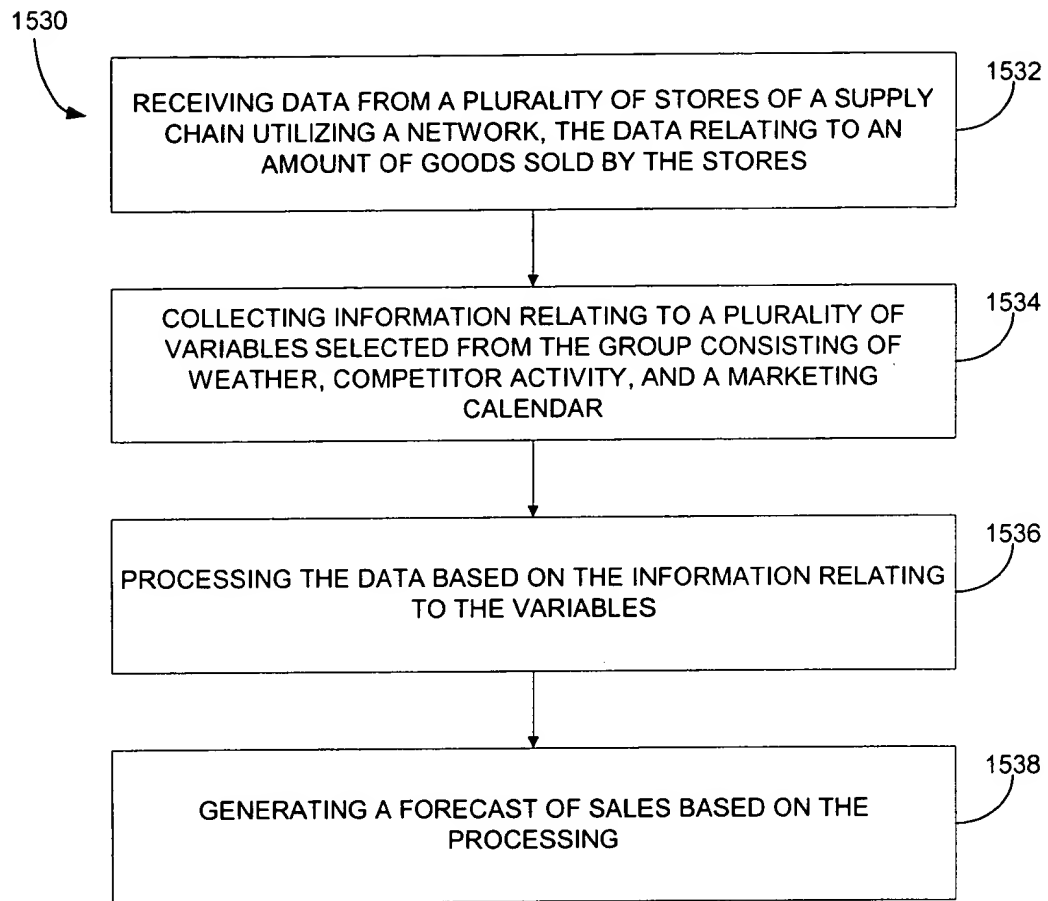 1530
1532
RECEIVING DATA FROM A PLURALITY OF STORES OF A SUPPLY
CHAIN UTILIZING A NETWORK, THE DATA RELATING TO AN
AMOUNT OF GOODS SOLD BY THE STORES
1534
COLLECTING INFORMATION RELATING TO A PLURALITY OF
VARIABLES SELECTED FROM THE GROUP CONSISTING OF
WEATHER, COMPETITOR ACTIVITY, AND A MARKETING
CALENDAR
1536
PROCESSING THE DATA BASED ON THE INFORMATION RELATING
TO THE VARIABLES
1538
GENERATING A FORECAST OF SALES BASED ON THE
PROCESSING